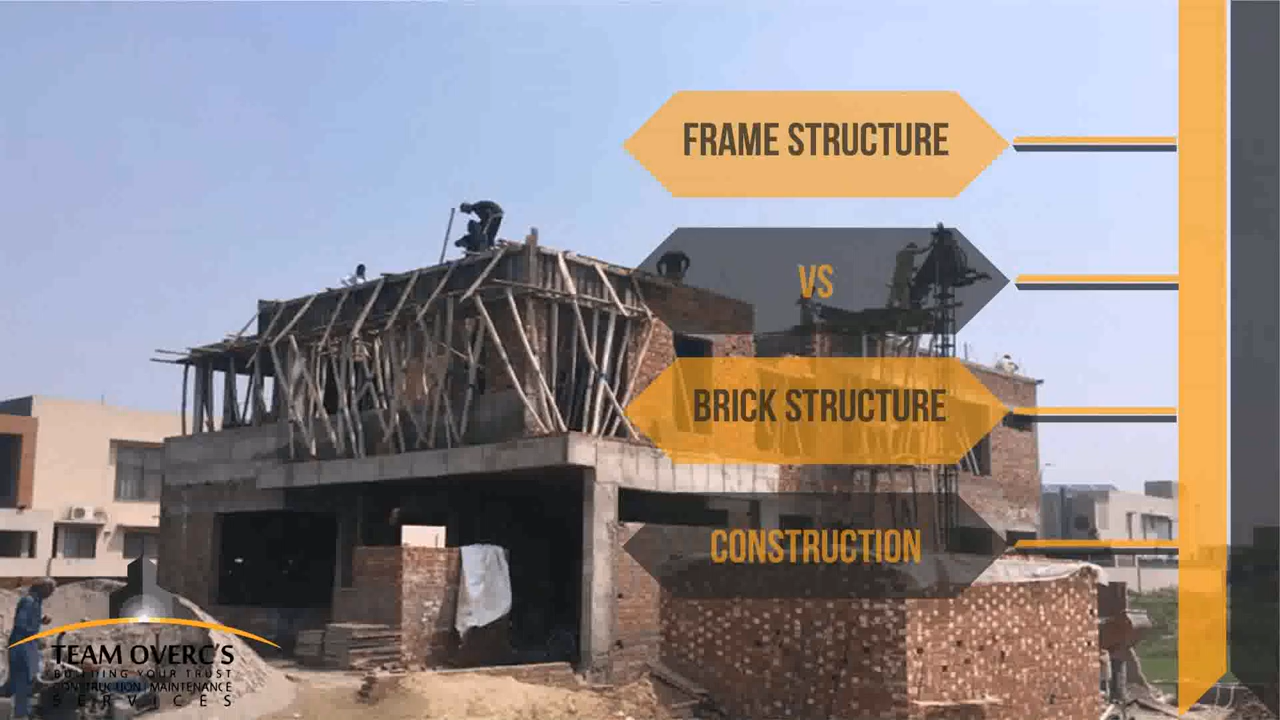 FRAME STRUCTURE
VS
BRICK STRUCTURE
CONSTRUCTION
TEAM OVERC'S
BUILDING YOUR TRUST
CONSTRUCTION | MAINTENANCE
SERVICES